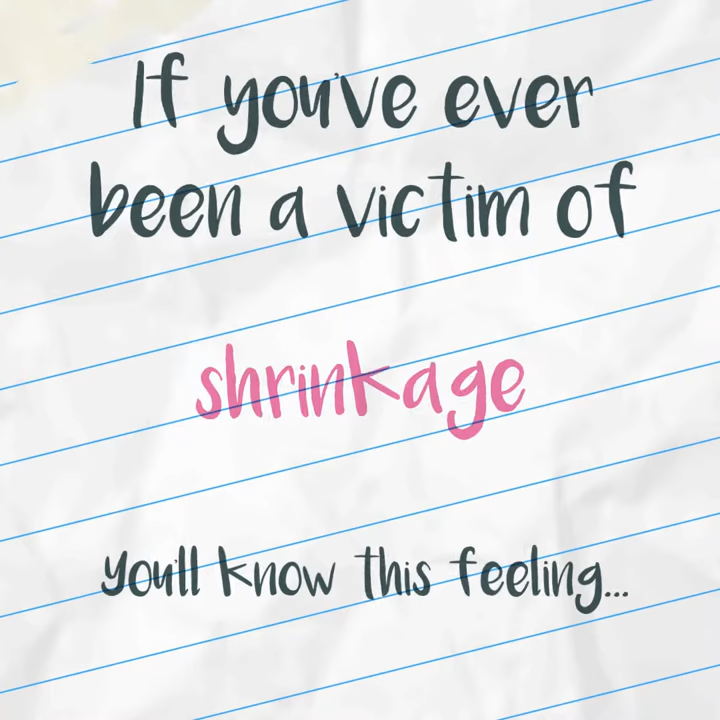 If you've ever
been a victim of
shrinkage
you'll know this feeling...